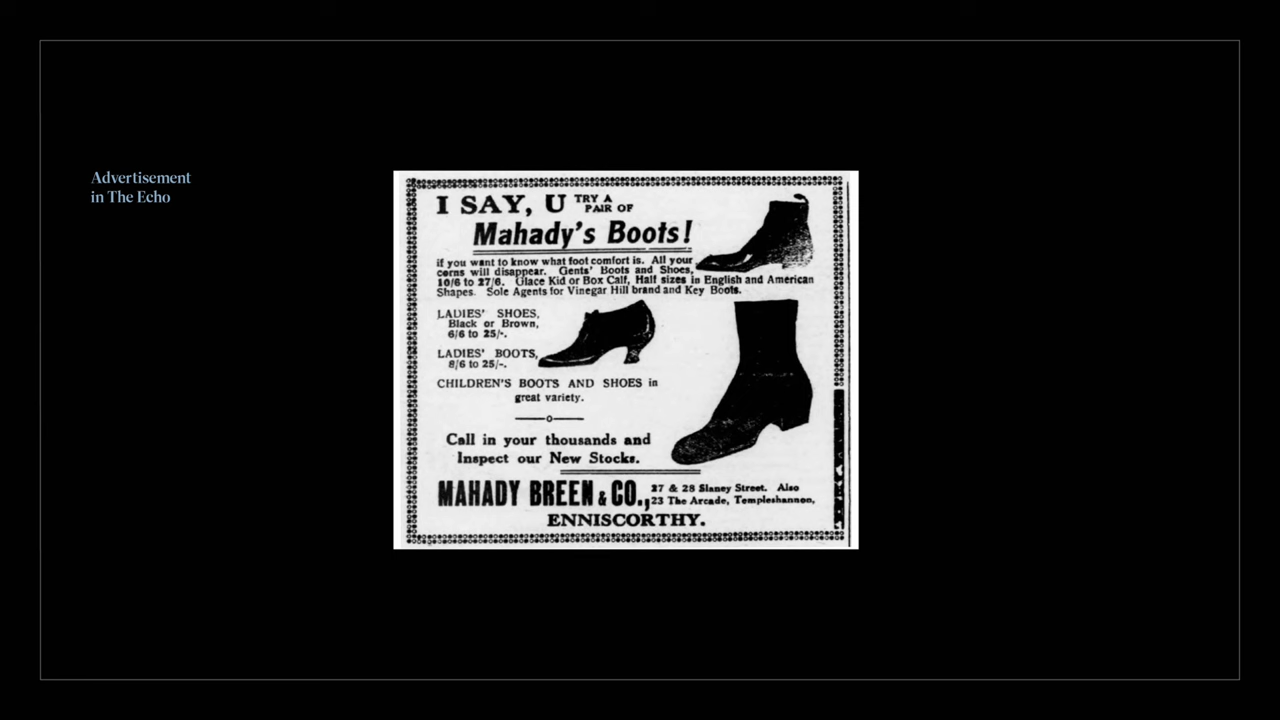 Advertisement
in The Echo
I SAY, U TRY A
PAIR OF
Mahady's Boots!
if you want to know what foot comfort is. All your
corns will disappear. Gents' Boots and Shoes,
10/6 to 27/6. Glace Kid or Box Calf, Half sizes in English and American
Shapes. Sole Agents for Vinegar Hill brand and Key Boots.
LADIES' SHOES,
Black or Brown,
6/6 to 25/-.
LADIES' BOOTS,
8/6 to 25/-.
CHILDREN'S BOOTS AND SHOES in
great variety.
Call in your thousands and
Inspect our New Stocks.
MAHADY BREEN & CO., 27 & 28 Slaney Street. Also
23 The Arcade, Templeshannon,
ENNISCORTHY.